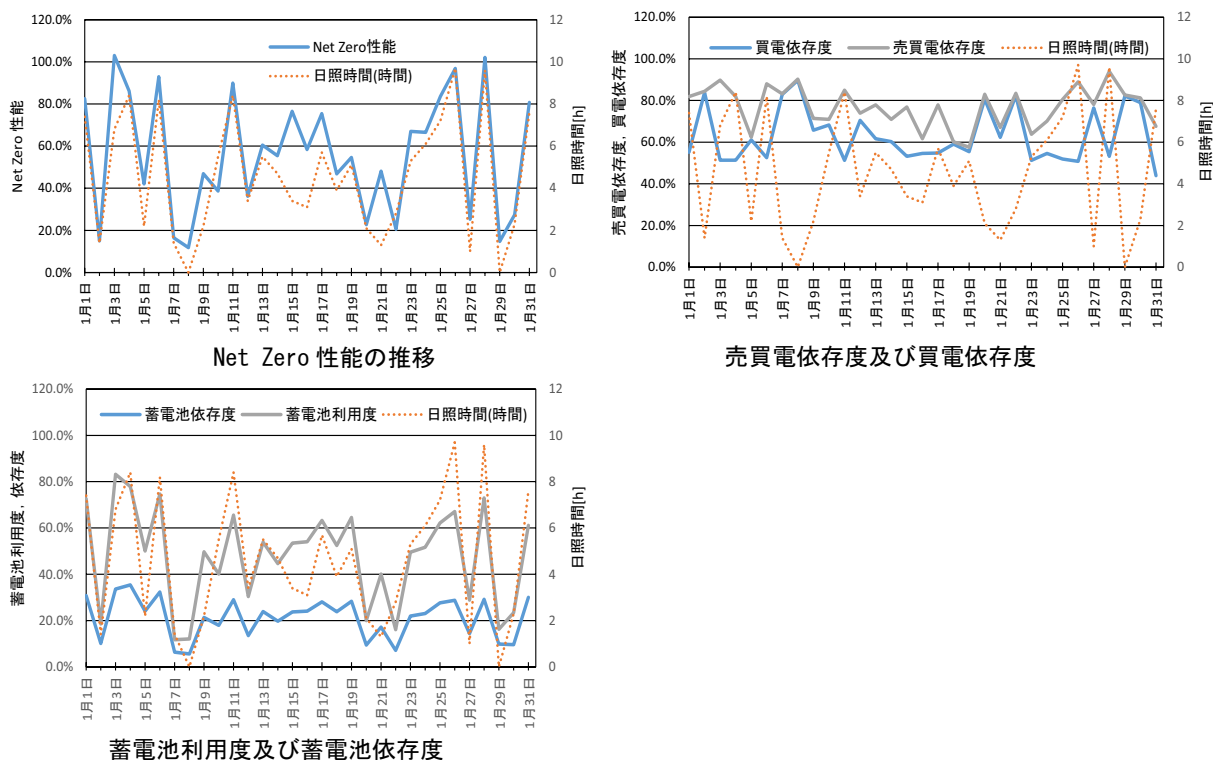 120.0%
100.0%
80.0%
60.0%
40.0%
20.0%
0.0%
Net Zero 性能
Net Zero性能
日照時間(時間)
12
10
8
6
4
2
0
日照時間[h]
1月1日
1月3日
1月5日
1月7日
1月9日
1月11日
1月13日
1月15日
1月17日
1月19日
1月21日
1月23日
1月25日
1月27日
1月29日
1月31日
Net Zero 性能の推移
120.0%
100.0%
80.0%
60.0%
40.0%
20.0%
0.0%
売買電依存度, 買電依存度
買電依存度
売買電依存度
日照時間(時間)
12
10
8
6
4
2
0
日照時間[h]
1月1日
1月3日
1月5日
1月7日
1月9日
1月11日
1月13日
1月15日
1月17日
1月19日
1月21日
1月23日
1月25日
1月27日
1月29日
1月31日
売買電依存度及び買電依存度
120.0%
100.0%
80.0%
60.0%
40.0%
20.0%
0.0%
蓄電池利用度, 依存度
蓄電池依存度
蓄電池利用度
日照時間(時間)
12
10
8
6
4
2
0
日照時間[h]
1月1日
1月3日
1月5日
1月7日
1月9日
1月11日
1月13日
1月15日
1月17日
1月19日
1月21日
1月23日
1月25日
1月27日
1月29日
1月31日
蓄電池利用度及び蓄電池依存度